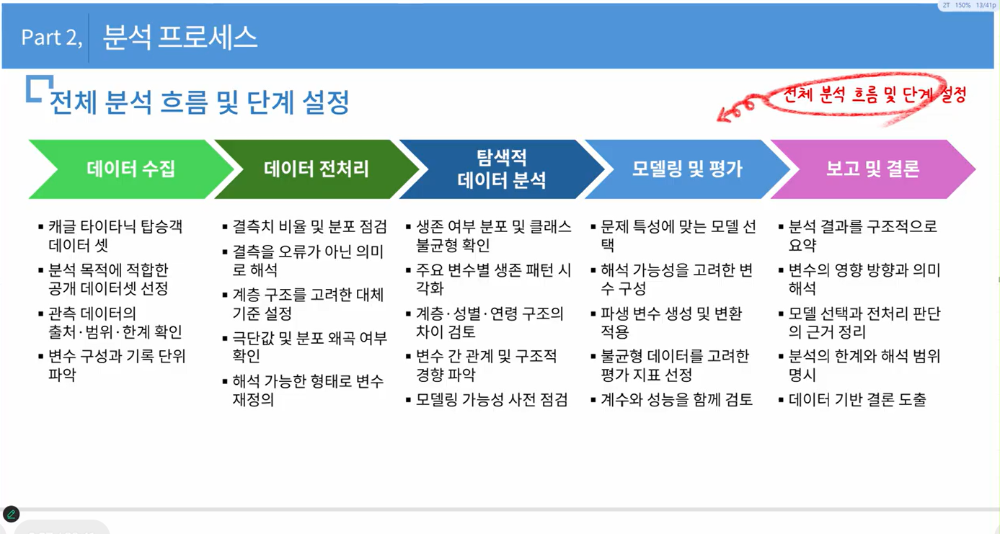 2T 150% 13/41p
Part 2, 분석 프로세스
전체 분석 흐름 및 단계 설정
전체 분석 흐름 및 단계 설정
데이터 수집
▪ 캐글 타이타닉 탑승객
데이터 셋
▪ 분석 목적에 적합한
공개 데이터셋 선정
▪ 관측 데이터의
출처·범위·한계 확인
▪ 변수 구성과 기록 단위
파악
데이터 전처리
▪ 결측치 비율 및 분포 점검
▪ 결측을 오류가 아닌 의미
로 해석
▪ 계층 구조를 고려한 대체
기준 설정
▪ 극단값 및 분포 왜곡 여부
확인
▪ 해석 가능한 형태로 변수
재정의
탐색적
데이터 분석
▪ 생존 여부 분포 및 클래스
불균형 확인
▪ 주요 변수별 생존 패턴 시
각화
▪ 계층·성별·연령 구조의
차이 검토
▪ 변수 간 관계 및 구조적
경향 파악
▪ 모델링 가능성 사전 점검
모델링 및 평가
▪ 문제 특성에 맞는 모델 선
택
▪ 해석 가능성을 고려한 변
수 구성
▪ 파생 변수 생성 및 변환
적용
▪ 불균형 데이터를 고려한
평가 지표 선정
▪ 계수와 성능을 함께 검토
보고 및 결론
▪ 분석 결과를 구조적으로
요약
▪ 변수의 영향 방향과 의미
해석
▪ 모델 선택과 전처리 판단
의 근거 정리
▪ 분석의 한계와 해석 범위
명시
▪ 데이터 기반 결론 도출